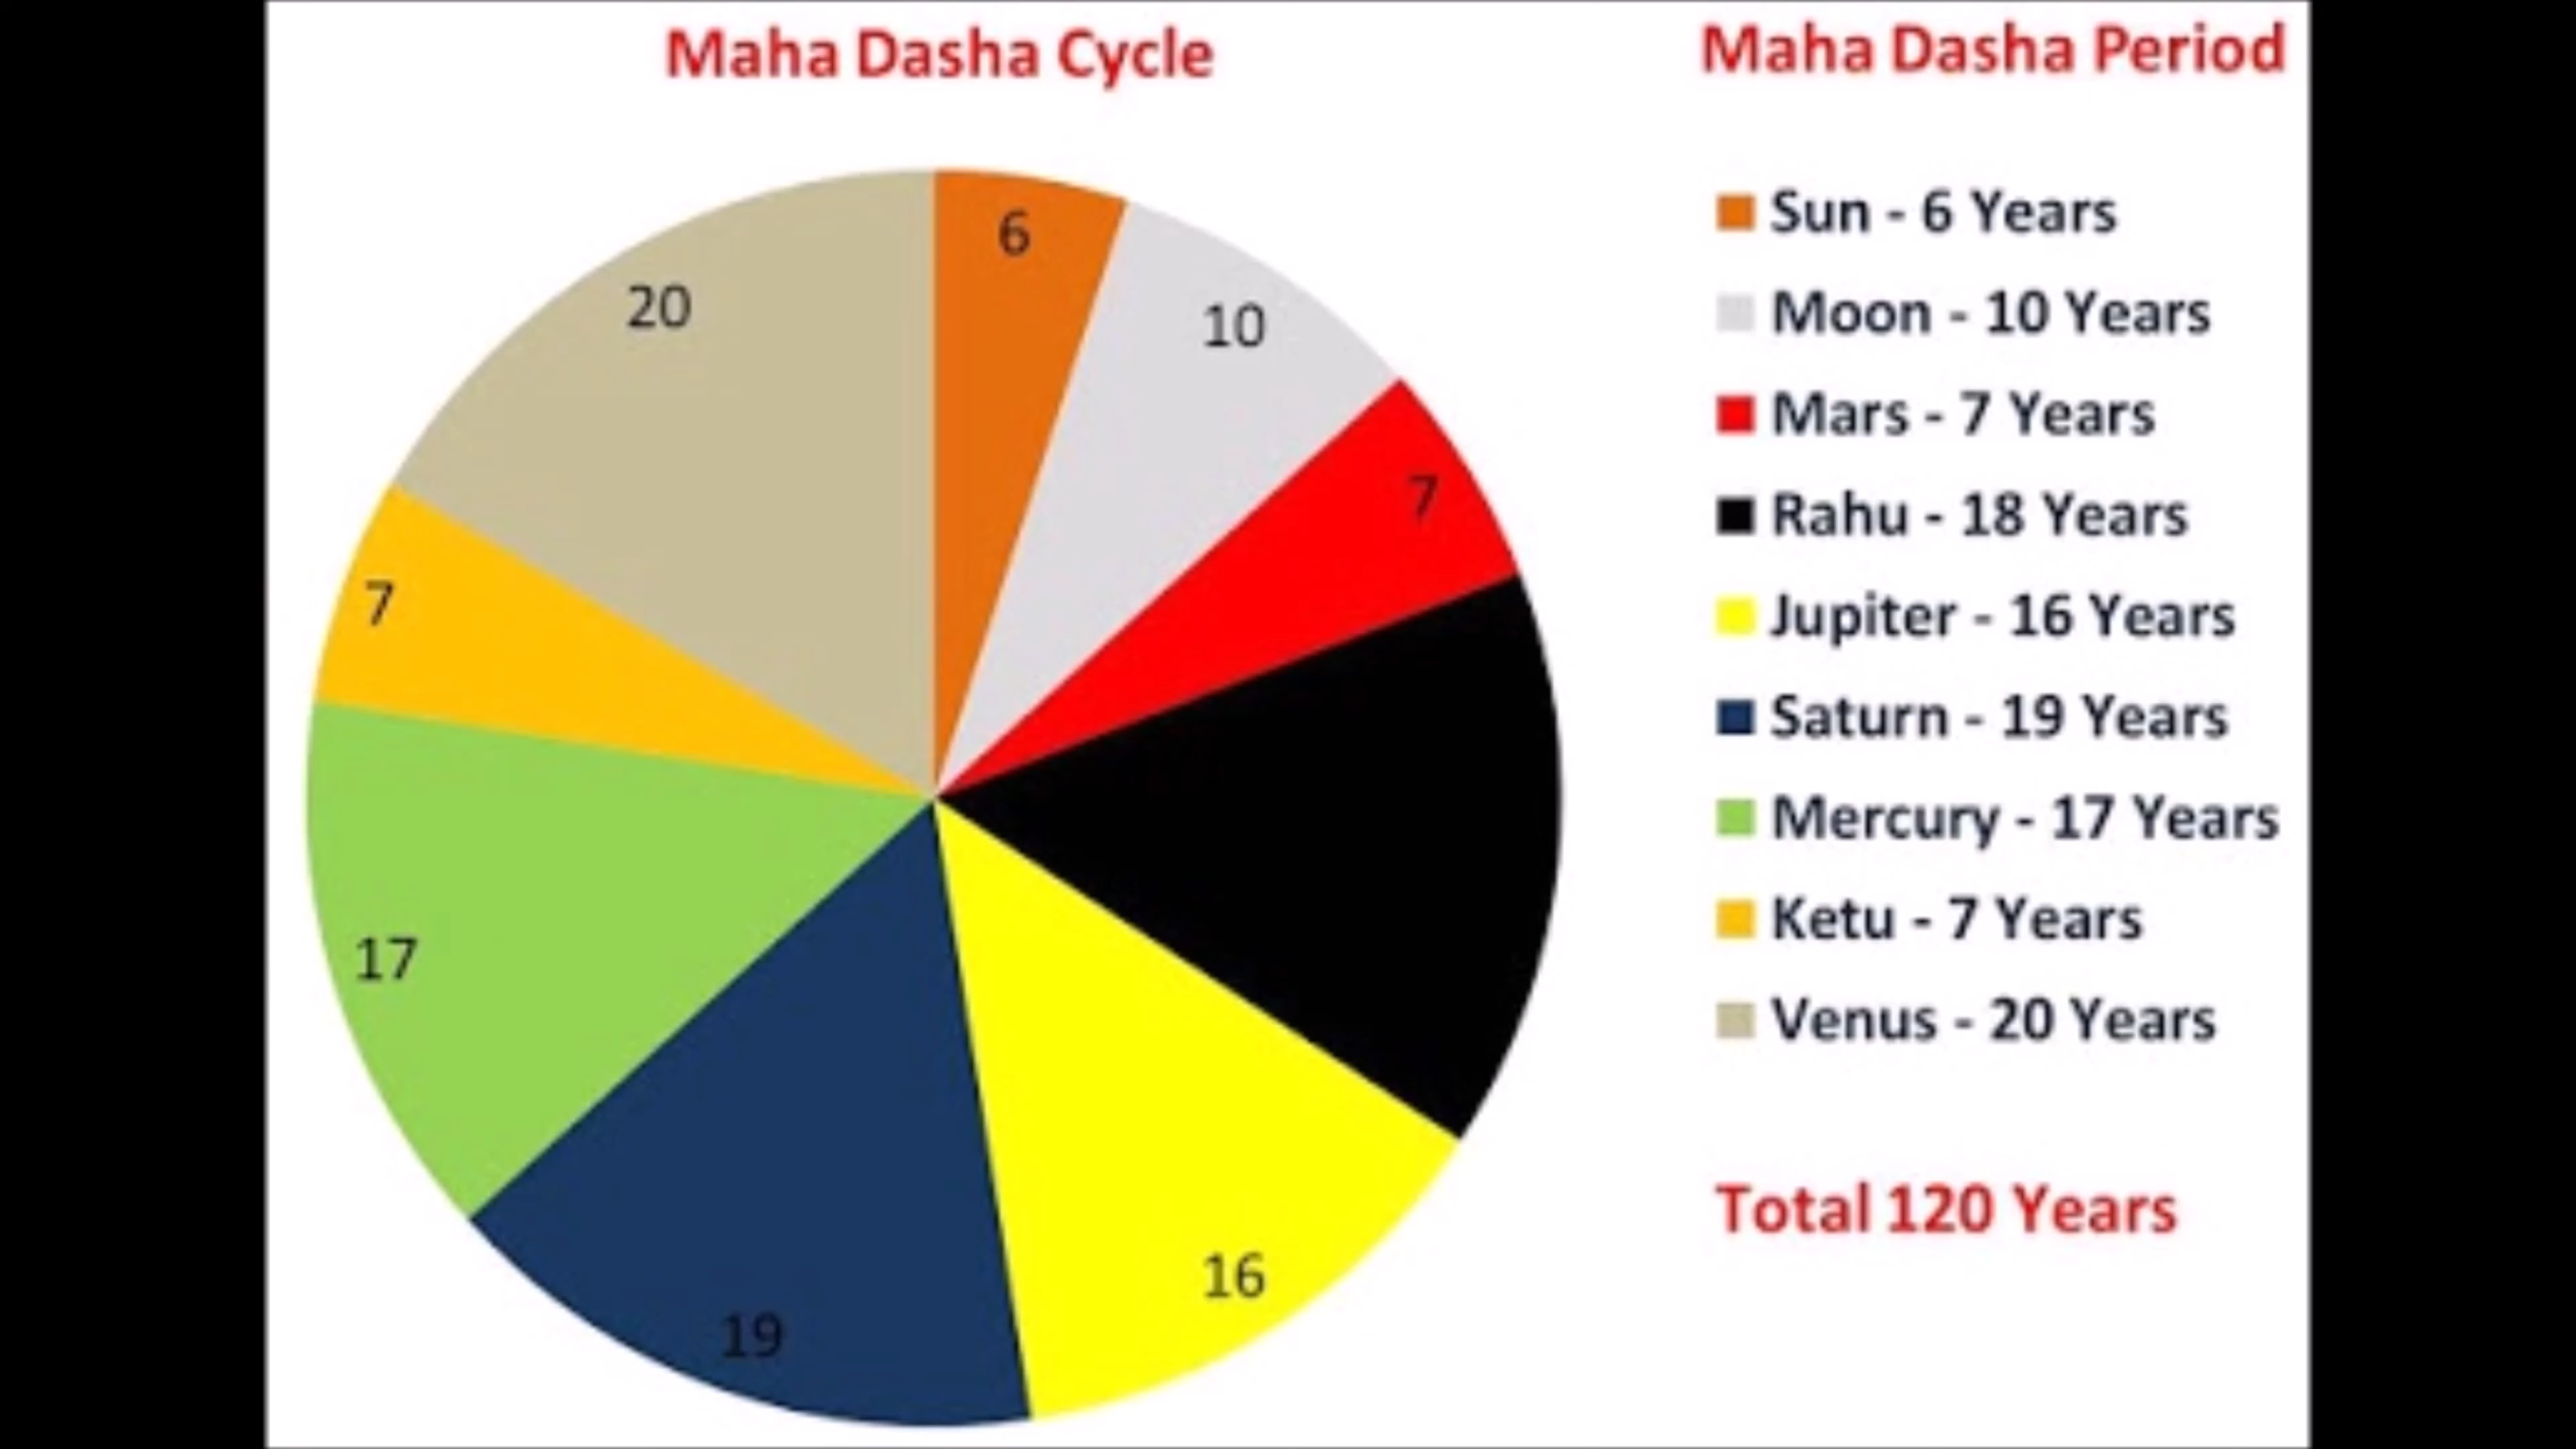 Maha Dasha Cycle
6
10
7
16
19
17
7
20
Maha Dasha Period
Sun - 6 Years
Moon - 10 Years
Mars - 7 Years
Rahu - 18 Years
Jupiter - 16 Years
Saturn - 19 Years
Mercury - 17 Years
Ketu - 7 Years
Venus - 20 Years
Total 120 Years